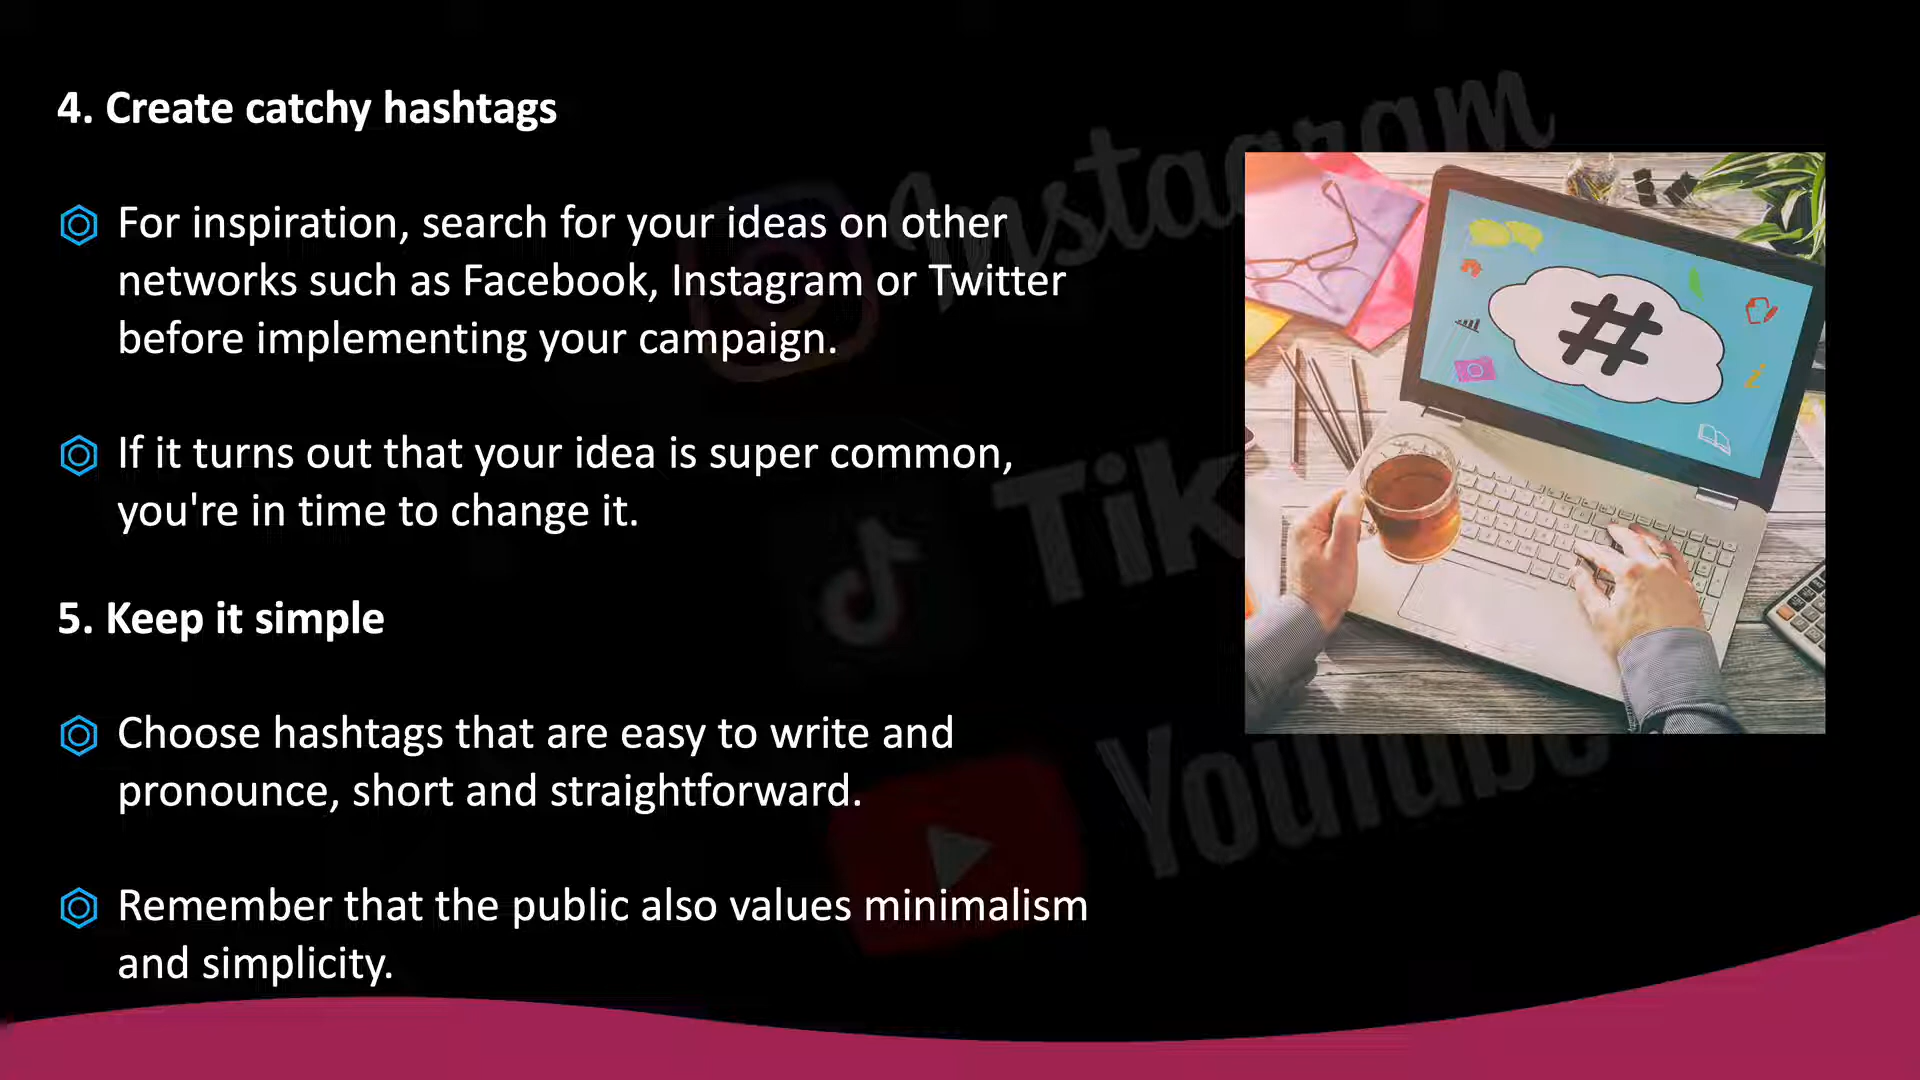 4. Create catchy hashtags
For inspiration, search for your ideas on other
networks such as Facebook, Instagram or Twitter
before implementing your campaign.
If it turns out that your idea is super common,
you're in time to change it.
5. Keep it simple
Choose hashtags that are easy to write and
pronounce, short and straightforward.
Remember that the public also values minimalism
and simplicity.
Instagram
Tik
YouTube
#